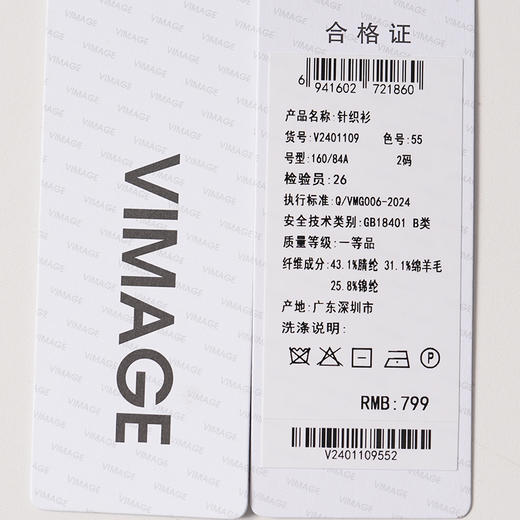 VIMAGE
合格证
6 941602 721860
产品名称:针织衫
货号:V2401109 色号:55
号型:160/84A 2码
检验员:26
执行标准:Q/VMG006-2024
安全技术类别:GB18401 B类
质量等级:一等品
纤维成分:43.1%腈纶 31.1%绵羊毛
25.8%锦纶
产地:广东深圳市
洗涤说明:
P
RMB:799
V2401109552